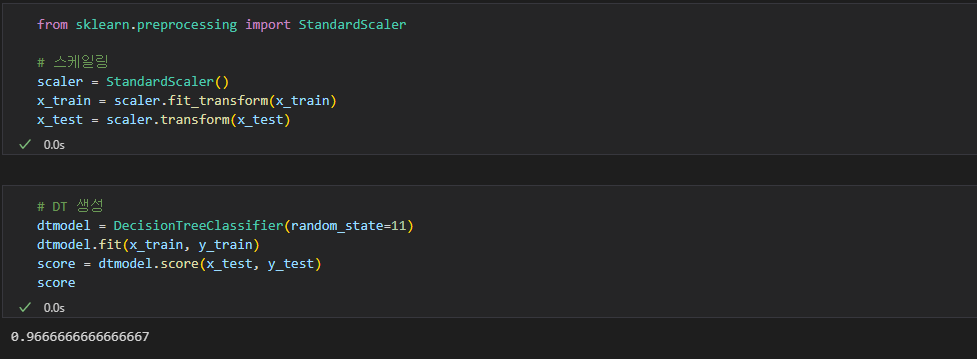 from sklearn.preprocessing import StandardScaler
# 스케일링
scaler = StandardScaler()
x_train = scaler.fit_transform(x_train)
x_test = scaler.transform(x_test)
0.0s
# DT 생성
dtmodel = DecisionTreeClassifier(random_state=11)
dtmodel.fit(x_train, y_train)
score = dtmodel.score(x_test, y_test)
score
0.0s
0.9666666666666667